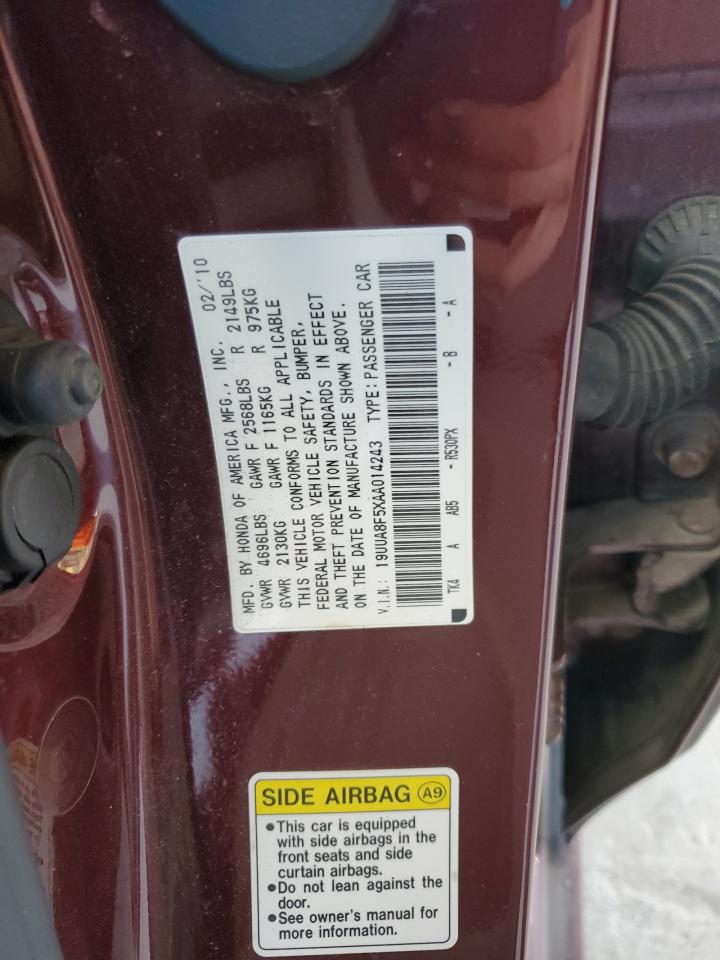 MFD. BY HONDA OF AMERICA MFG., INC. 02/'10
GVWR 4696LBS GAWR F 2568LBS R 2149LBS
GVWR 2130KG GAWR F 1165KG R 975KG
THIS VEHICLE CONFORMS TO ALL APPLICABLE
FEDERAL MOTOR VEHICLE SAFETY, BUMPER,
AND THEFT PREVENTION STANDARDS IN EFFECT
ON THE DATE OF MANUFACTURE SHOWN ABOVE.
V.I.N.: 19UUA8F5XAA014243 TYPE:PASSENGER CAR
TK4 A AB5 -R530PX -B -A
SIDE AIRBAG A9
●This car is equipped
with side airbags in the
front seats and side
curtain airbags.
●Do not lean against the
door.
●See owner's manual for
more information.